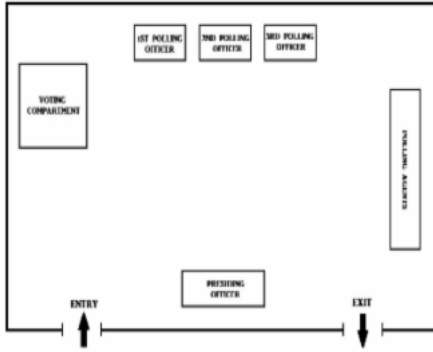 1ST POLLING
OFFICER
2ND POLLING
OFFICER
3RD POLLING
OFFICER
VOTING
COMPARTMENT
POLLING AGENTS
PRESIDING
OFFICER
ENTRY
EXIT